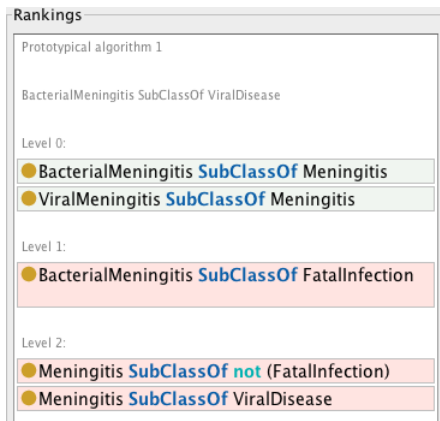 Rankings
Prototypical algorithm 1
BacterialMeningitis SubClassOf ViralDisease
Level 0:
BacterialMeningitis SubClassOf Meningitis
ViralMeningitis SubClassOf Meningitis
Level 1:
BacterialMeningitis SubClassOf FatalInfection
Level 2:
Meningitis SubClassOf not (FatalInfection)
Meningitis SubClassOf ViralDisease